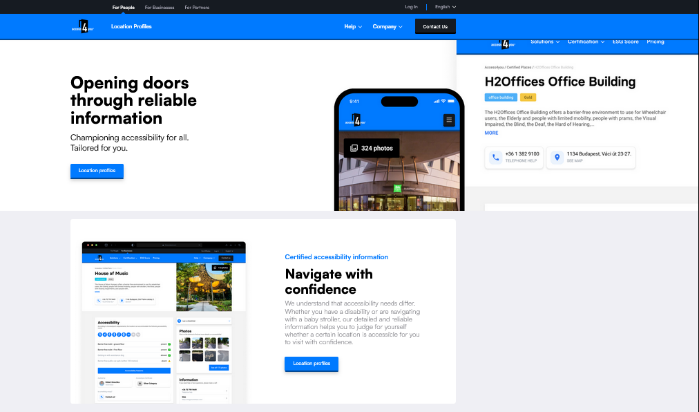 For People
For Businesses
For Partners
Log in
English
access
4
you
Location Profiles
Help
Company
Contact Us
Solutions
Certification
ESG Score
Pricing
Opening doors
through reliable
information
Championing accessibility for all.
Tailored for you.
Location profiles
9:41
324 photos
H2Offices Office Building
office building
Gold
The H2Offices Offices offers a barrier-free environment to use for Wheelchair
users, the Elderly and people with limited mobility, people with prams, the Visual
Impaired, the Blind, the Deaf, the Hard of Hearing,...
MORE
+36 1 382 9100
TELEPHONE HELP
1134 Budapest, Váci út 23-27.
SEE MAP
House of Music
Accessibility
Photos
Information
Certified accessibility information
Navigate with
confidence
We understand that accessibility needs differ.
Whether you have a disability or are navigating
with a baby stroller, our detailed and reliable
information helps you to judge for yourself
whether a certain location is accessible for you
to visit with confidence.
Location profiles